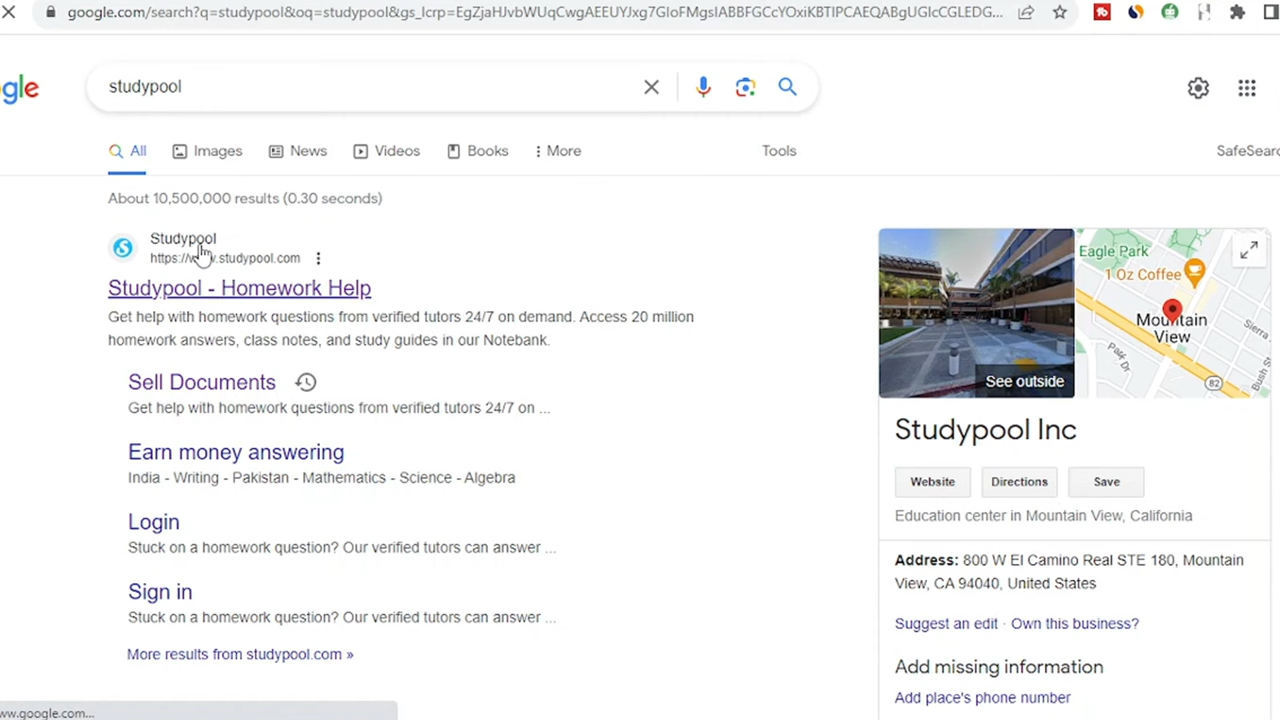 google.com/search?q=studypool&oq=studypool&gs_lcrp=EgZjaHJvbWUqCwgAEEUYJxg7GIoFMgsIABBFGCcYOxiKBTIPCAEQABgUGIcCGLEDG...
gle
studypool
All
Images
News
Videos
Books
More
Tools
SafeSearc
About 10,500,000 results (0.30 seconds)
Studypool
.studypool.com
Studypool - Homework Help
Get help with homework questions from verified tutors 24/7 on demand. Access 20 million
homework answers, class notes, and study guides in our Notebank.
Sell Documents
Get help with homework questions from verified tutors 24/7 on ...
Earn money answering
India - Writing - Pakistan - Mathematics - Science - Algebra
Login
Stuck on a homework question? Our verified tutors can answer ...
Sign in
Stuck on a homework question? Our verified tutors can answer ...
More results from studypool.com »
ww.google.com...
See outside
Eagle Park
1 Oz Coffee
Mountain
View
Sierra
Park Dr
82
Bush St
Studypool Inc
Website
Directions
Save
Education center in Mountain View, California
Address: 800 W El Camino Real STE 180, Mountain
View, CA 94040, United States
Suggest an edit · Own this business?
Add missing information
Add place's phone number